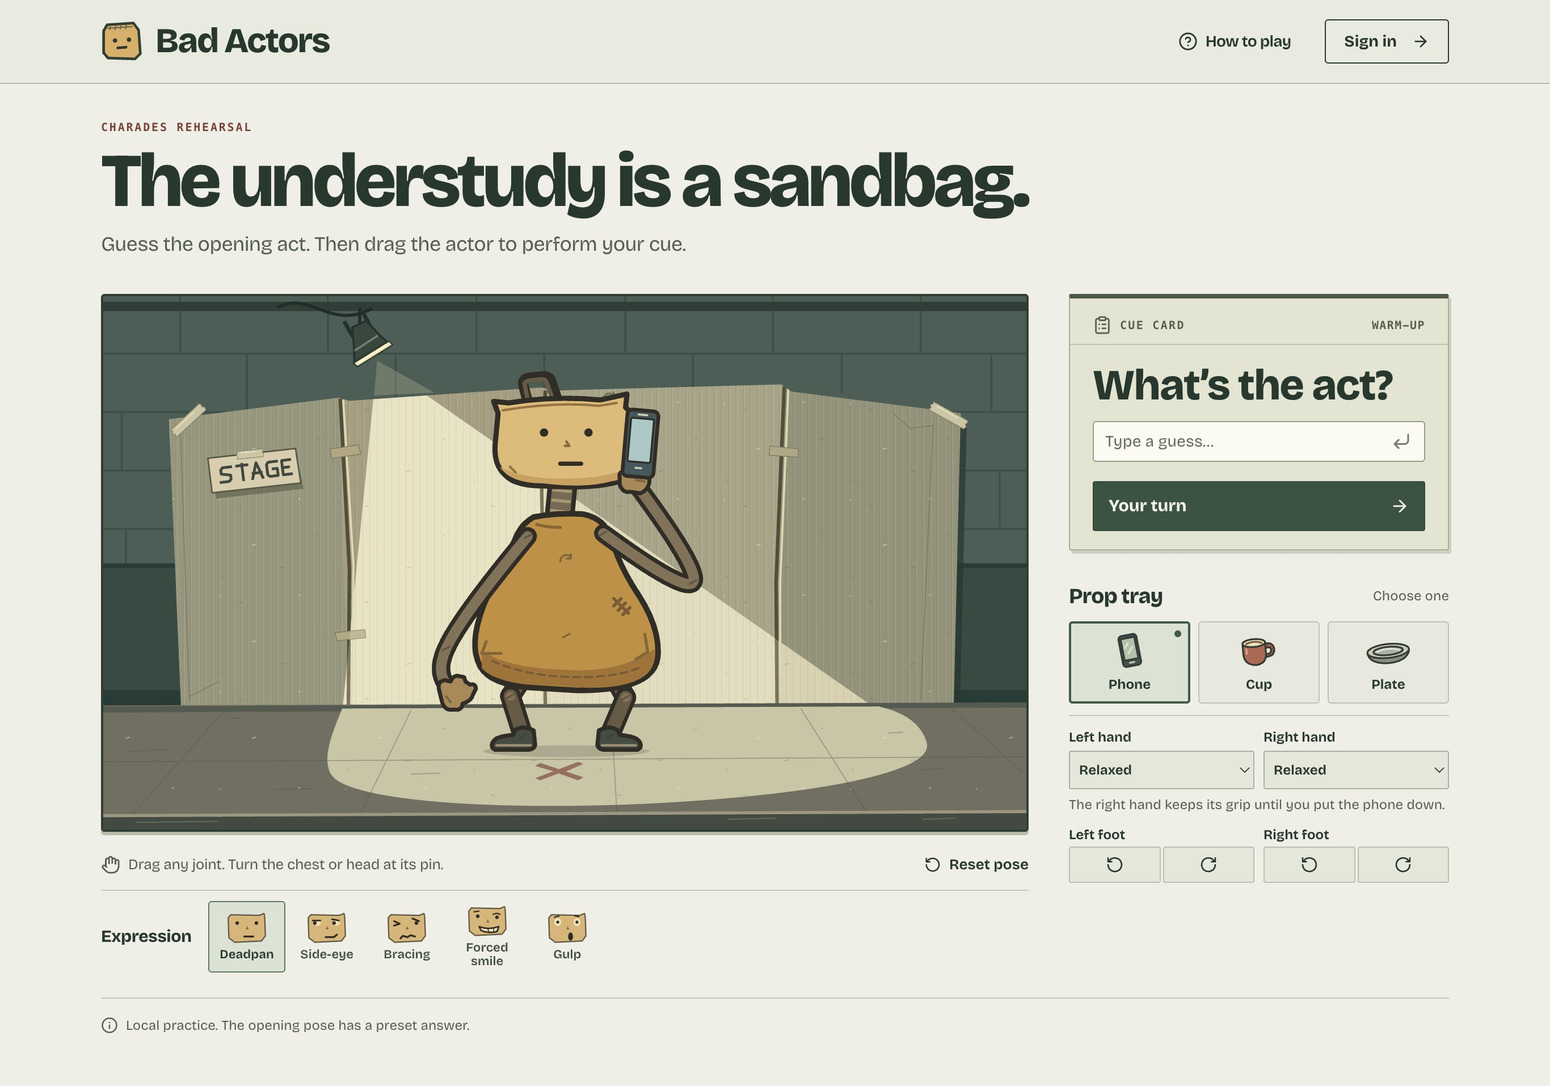 Bad Actors
How to play
Sign in
CHARADES REHEARSAL
The understudy is a sandbag.
Guess the opening act. Then drag the actor to perform your cue.
STAGE
CUE CARD
WARM–UP
What's the act?
Type a guess...
Your turn
Prop tray
Choose one
Phone
Cup
Plate
Left hand
Right hand
Relaxed
Relaxed
The right hand keeps its grip until you put the phone down.
Left foot
Right foot
Drag any joint. Turn the chest or head at its pin.
Reset pose
Expression
Deadpan
Side-eye
Bracing
Forced
smile
Gulp
Local practice. The opening pose has a preset answer.